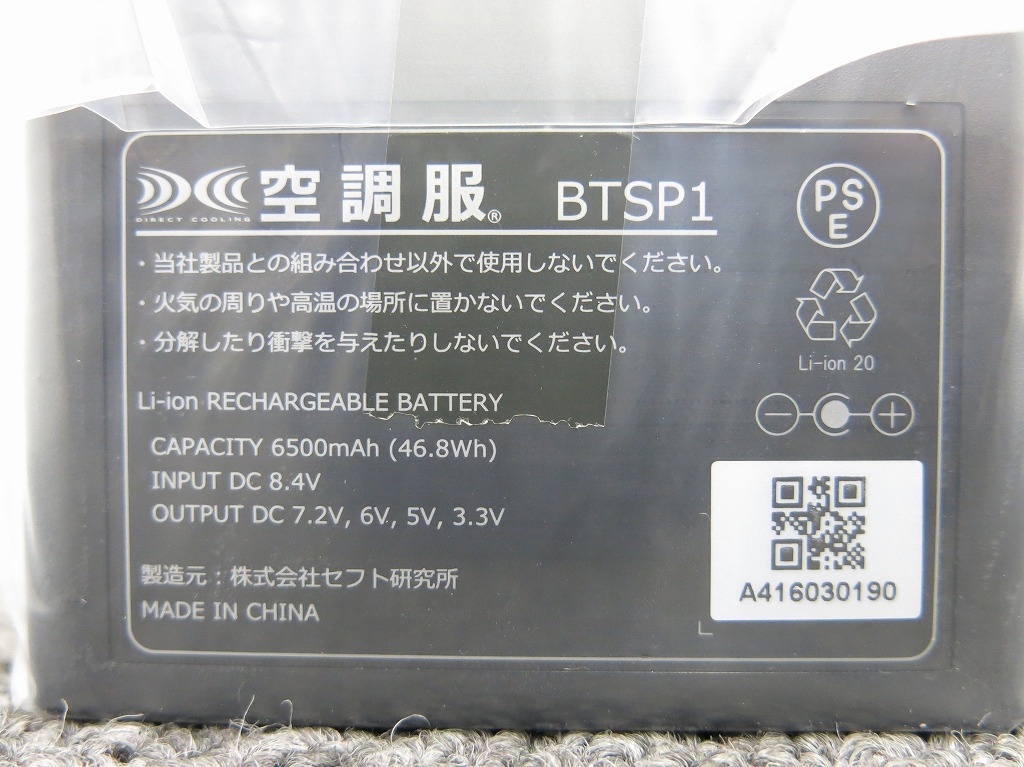 空調服® BTSP1
DIRECT COOLING
PSE
・当社製品との組み合わせ以外で使用しないでください。
・火気の周りや高温の場所に置かないでください。
・分解したり衝撃を与えたりしないでください。
Li-ion 20
Li-ion RECHARGEABLE BATTERY
CAPACITY 6500mAh (46.8Wh)
INPUT DC 8.4V
OUTPUT DC 7.2V, 6V, 5V, 3.3V
製造元：株式会社セフト研究所
MADE IN CHINA
A416030190